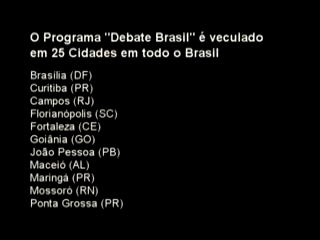 O Programa "Debate Brasil" é veculado
em 25 Cidades em todo o Brasil
Brasília (DF)
Curitiba (PR)
Campos (RJ)
Florianópolis (SC)
Fortaleza (CE)
Goiânia (GO)
João Pessoa (PB)
Maceió (AL)
Maringá (PR)
Mossoró (RN)
Ponta Grossa (PR)